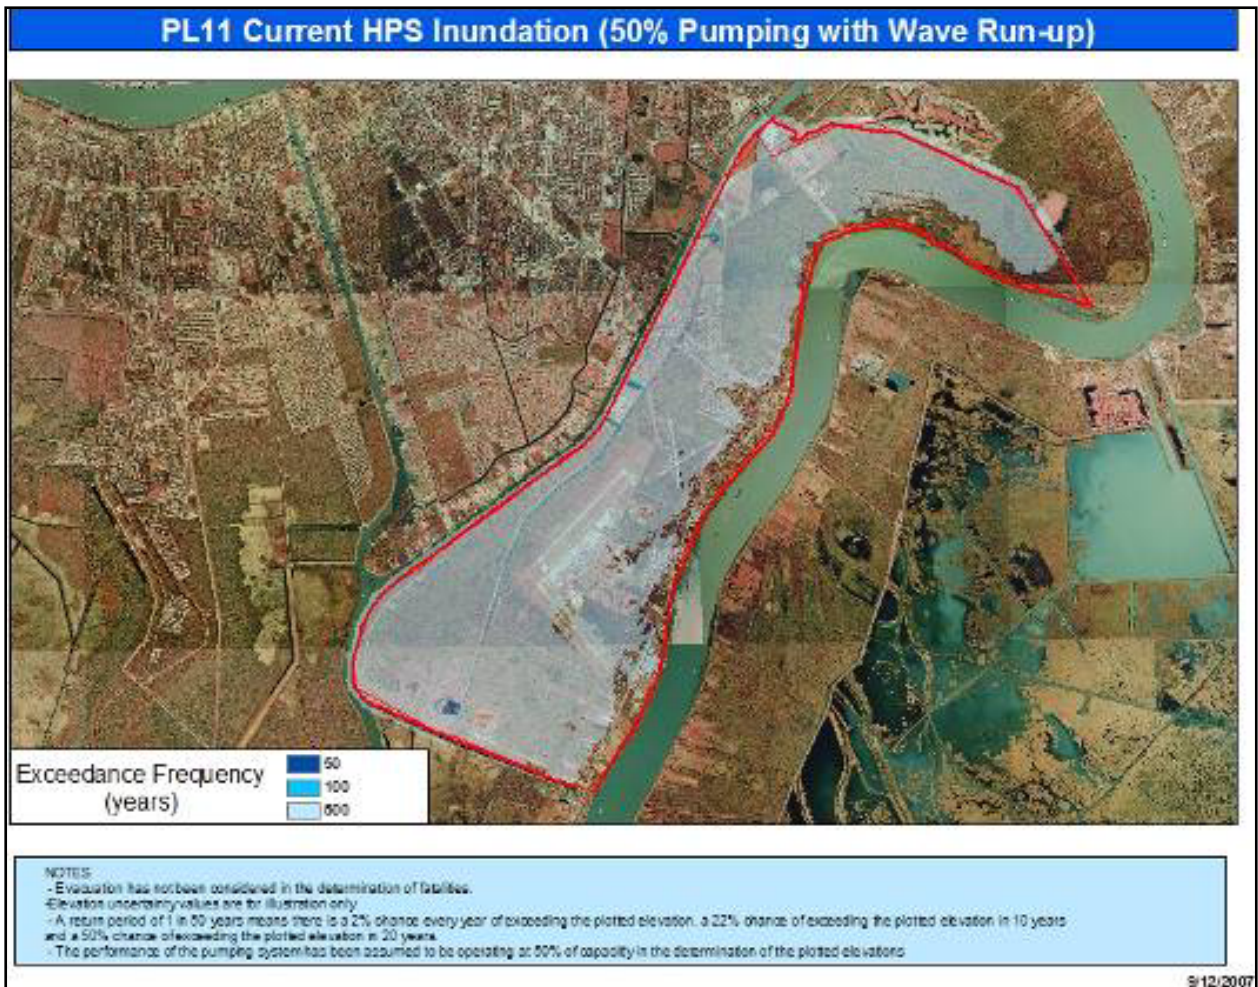 PL11 Current HPS Inundation (50% Pumping with Wave Run-up)
Exceedance Frequency
(years)
50
100
500
NOTES
- Evacuation has not been considered in the determination of fatalities.
-Elevation uncertainty values are for illustration only
- A return period of 1 in 50 years means there is a 2% chance every year of exceeding the plotted elevation, a 22% chance of exceeding the plotted elevation in 10 years
and a 50% chance of exceeding the plotted elevation in 20 years.
- The performance of the pumping system has been assumed to be operating at 50% of capacity in the determination of the plotted elevations
9/12/2007